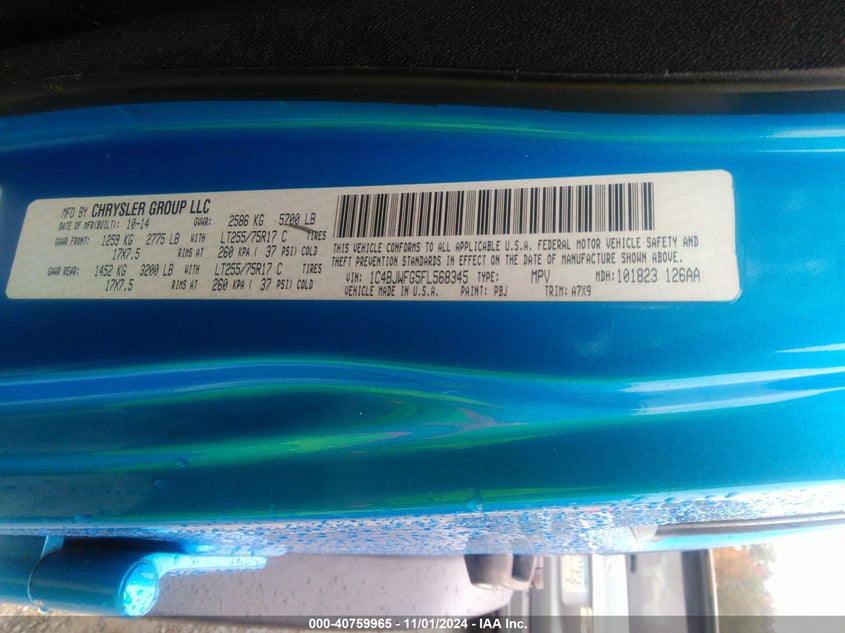 MFD BY CHRYSLER GROUP LLC
DATE OF MFR(BUILT): 10-14 GVWR: 2586 KG 5700 LB
GAWR FRONT: 1259 KG 2775 LB WITH LT255/75R17 C TIRES
17X7.5 RIMS AT 260 KPA ( 37 PSI) COLD
GAWR REAR: 1452 KG 3200 LB WITH LT255/75R17 C TIRES
17X7.5 RIMS AT 260 KPA ( 37 PSI) COLD
THIS VEHICLE CONFORMS TO ALL APPLICABLE U.S.A. FEDERAL MOTOR VEHICLE SAFETY AND
THEFT PREVENTION STANDARDS IN EFFECT ON THE DATE OF MANUFACTURE SHOWN ABOVE.
VIN: 1C4BJWFG5FL568345 TYPE: MPV MDH: 101823 126AA
VEHICLE MADE IN U.S.A. PAINT: PBJ TRIM: A7X9
000-40759965 - 11/01/2024 - IAA Inc.